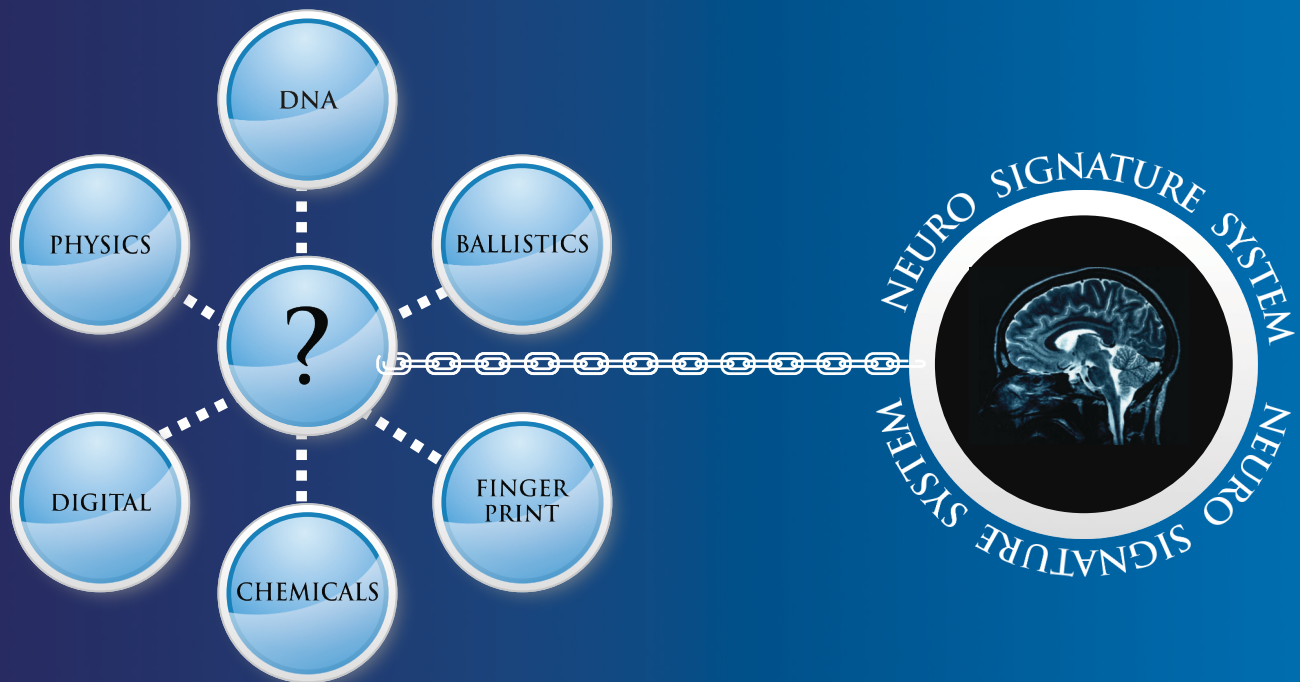 DNA
PHYSICS
BALLISTICS
?
DIGITAL
FINGER
PRINT
CHEMICALS
NEURO SIGNATURE SYSTEM
NEURO SIGNATURE SYSTEM